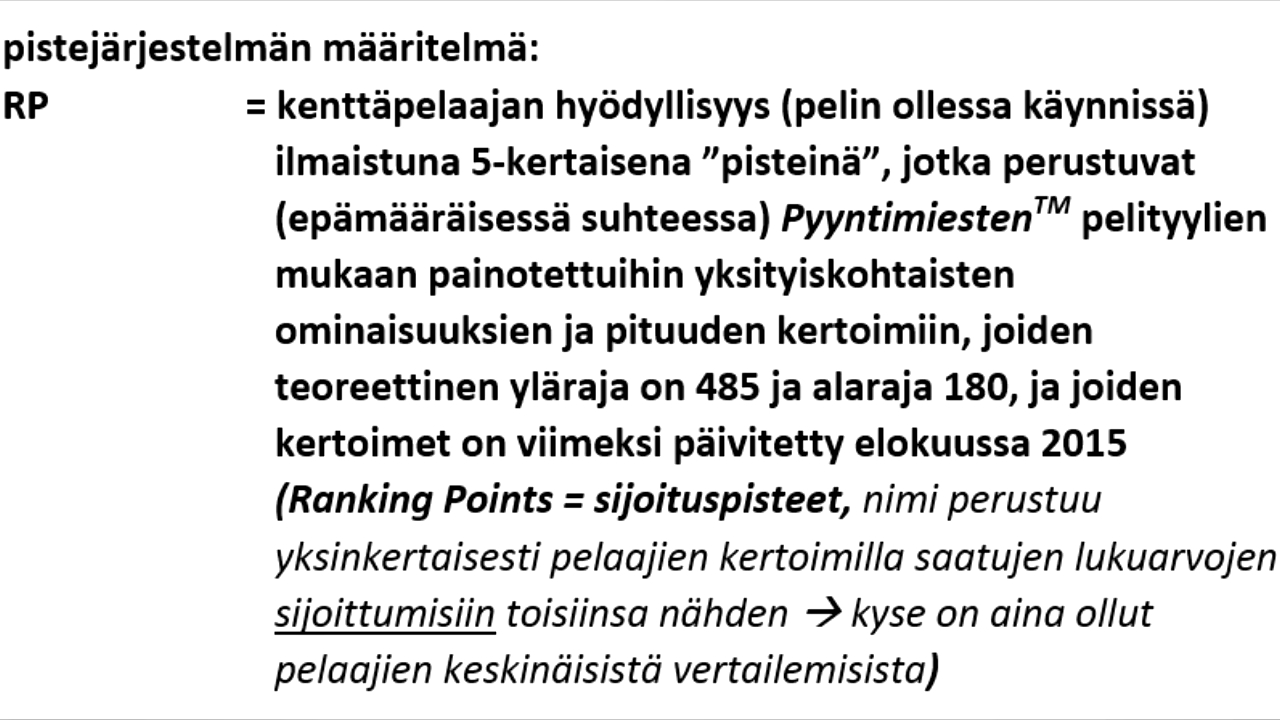 pistejärjestelmän määritelmä:
RP = kenttäpelaajan hyödyllisyys (pelin ollessa käynnissä)
ilmaistuna 5-kertaisena ”pisteinä”, jotka perustuvat
(epämääräisessä suhteessa) Pyyntimiestenᵀᴹ pelityylien
mukaan painotettuihin yksityiskohtaisten
ominaisuuksien ja pituuden kertoimiin, joiden
teoreettinen yläraja on 485 ja alaraja 180, ja joiden
kertoimet on viimeksi päivitetty elokuussa 2015
(Ranking Points = sijoituspisteet, nimi perustuu
yksinkertaisesti pelaajien kertoimilla saatujen lukuarvojen
sijoittumisiin toisiinsa nähden → kyse on aina ollut
pelaajien keskinäisistä vertailemisista)